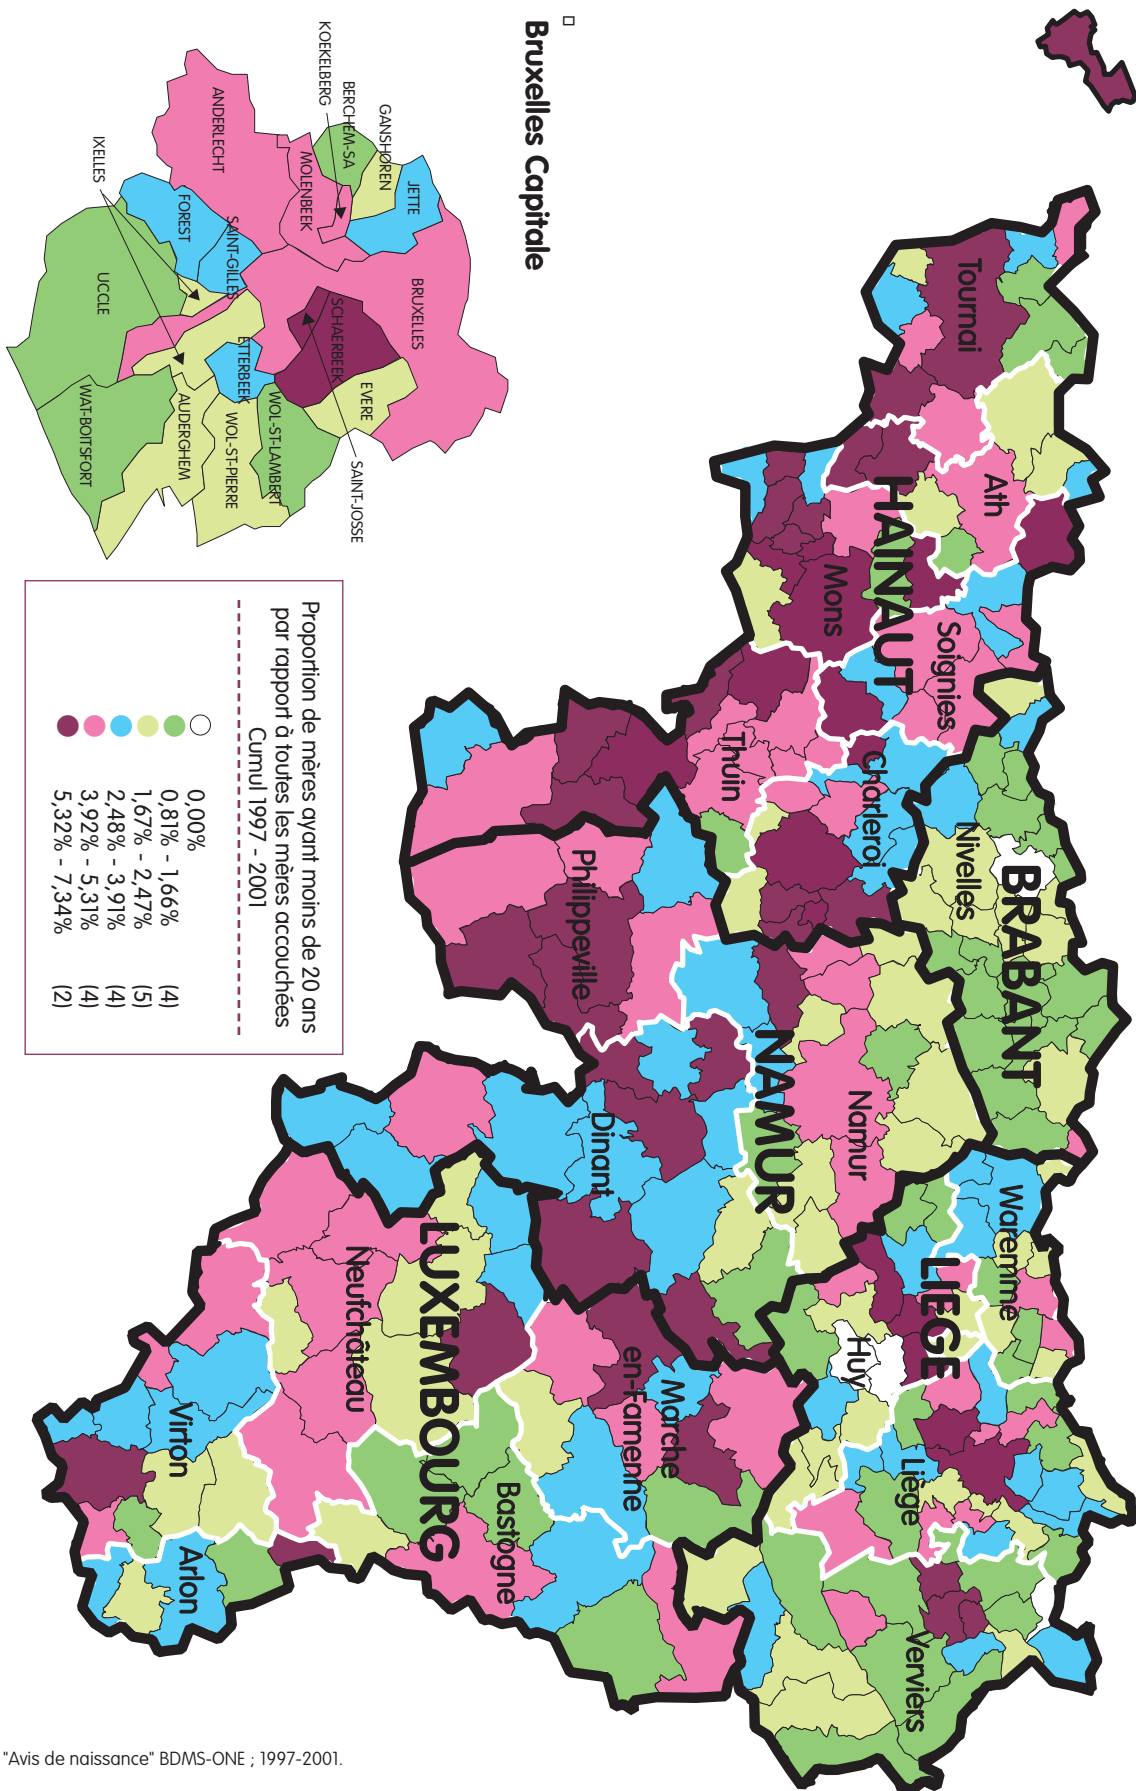 Bruxelles Capitale
KOEKELBERG
BERCHEM-SA
GANSHOREN
JETTE
ANDERLECHT
MOLENBEEK
IXELLES
FOREST
SAINT-GILLES
BRUXELLES
SCHAERBEEK
UCCLE
ETTERBEEK
EVERE
WOL-ST-LAMBERT
WOL-ST-PIERRE
AUDERGHEM
WAT-BOITSFORT
SAINT-JOSSE
Tournai
Ath
HAINAUT
Mons
Soignies
Thuin
Charleroi
Nivelles
BRABANT
Philippeville
NAMUR
Namur
Dinant
Waremme
LIEGE
Huy
Liège
Verviers
Marche
en-Famenne
LUXEMBOURG
Neufchâteau
Bastogne
Virton
Arlon
Proportion de mères ayant moins de 20 ans
par rapport à toutes les mères accouchées
Cumul 1997 - 2001
0,00%
0,81% - 1,66% (4)
1,67% - 2,47% (5)
2,48% - 3,91% (4)
3,92% - 5,31% (4)
5,32% - 7,34% (2)
"Avis de naissance" BDMS-ONE ; 1997-2001.